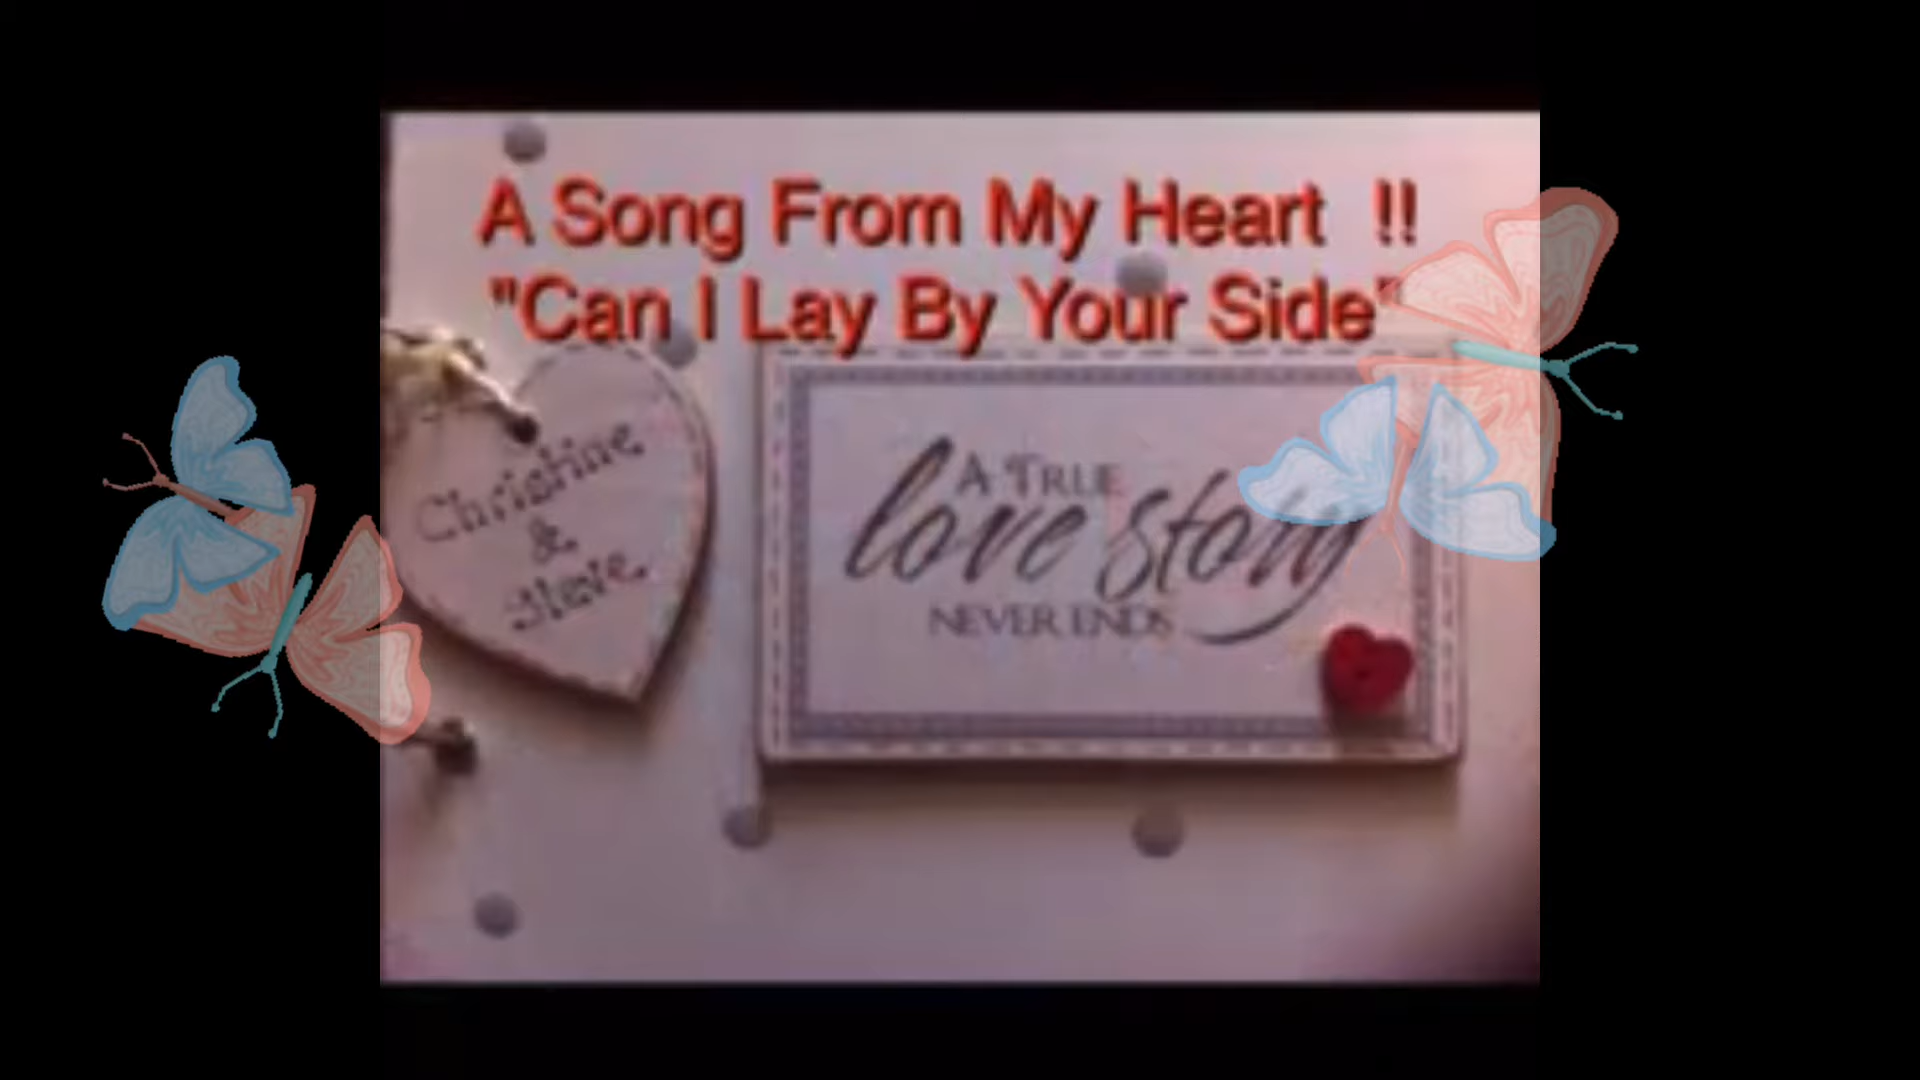 A Song From My Heart !!
"Can I Lay By Your Side"
Christine
&
Steve
A TRUE
love story
NEVER ENDS